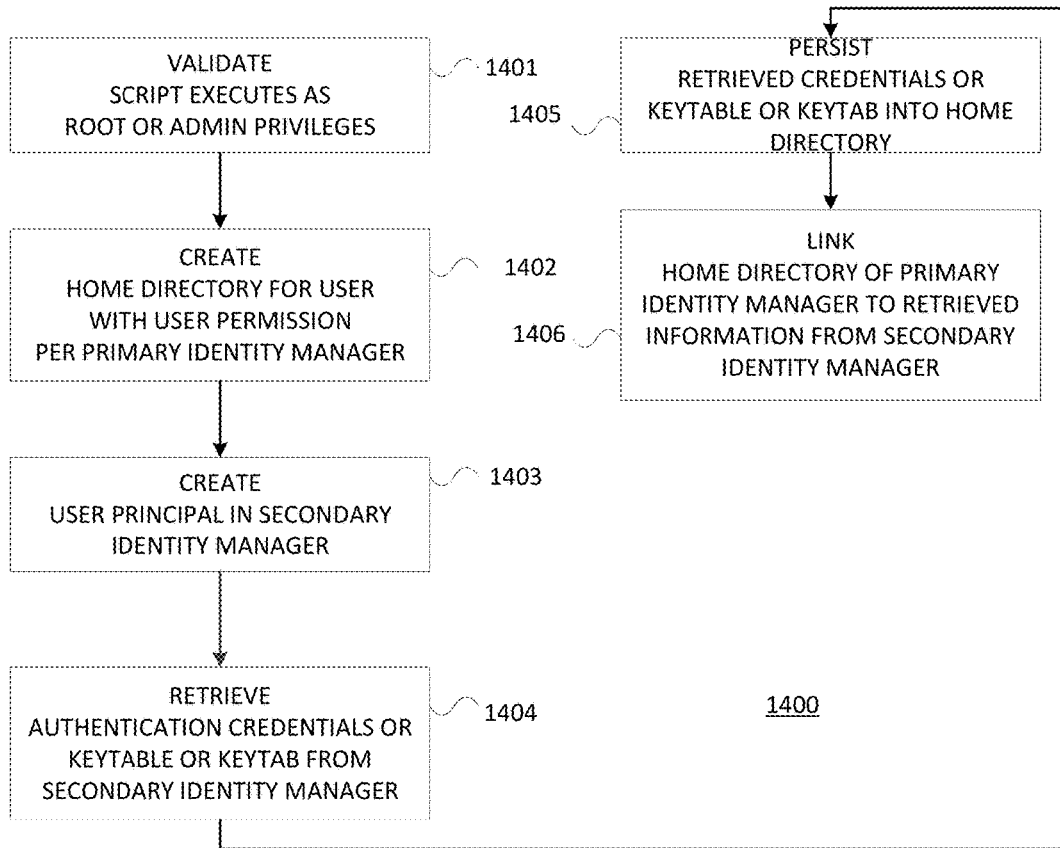 VALIDATE
SCRIPT EXECUTES AS
ROOT OR ADMIN PRIVILEGES
1401
CREATE
HOME DIRECTORY FOR USER
WITH USER PERMISSION
PER PRIMARY IDENTITY MANAGER
1402
CREATE
USER PRINCIPAL IN SECONDARY
IDENTITY MANAGER
1403
RETRIEVE
AUTHENTICATION CREDENTIALS OR
KEYTABLE OR KEYTAB FROM
SECONDARY IDENTITY MANAGER
1404
PERSIST
RETRIEVED CREDENTIALS OR
KEYTABLE OR KEYTAB INTO HOME
DIRECTORY
1405
LINK
HOME DIRECTORY OF PRIMARY
IDENTITY MANAGER TO RETRIEVED
INFORMATION FROM SECONDARY
IDENTITY MANAGER
1406
1400